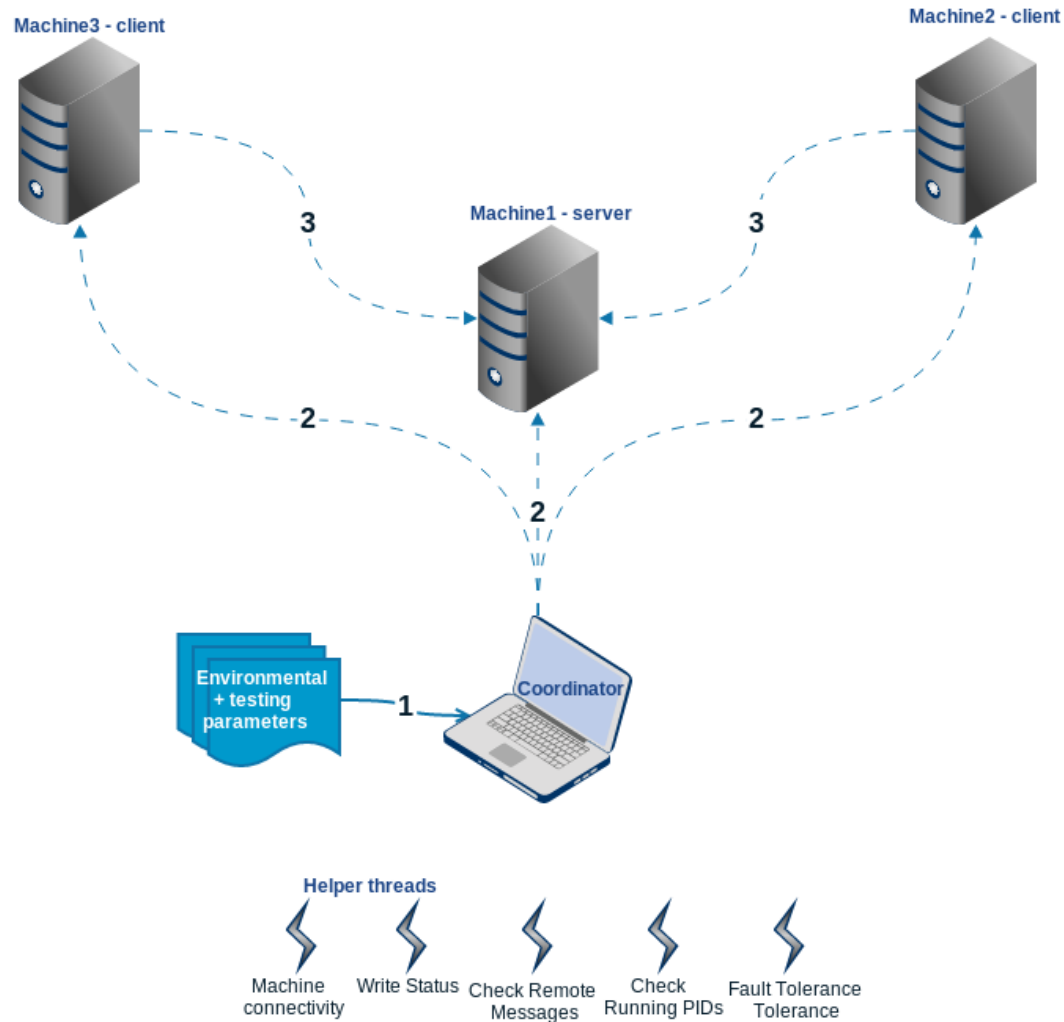 Machine3 - client
Machine2 - client
3
Machine1 - server
3
2
2
2
Environmental
+ testing
parameters
1
Coordinator
Helper threads
Machine
connectivity
Write Status
Check Remote
Messages
Check
Running PIDs
Fault Tolerance
Tolerance